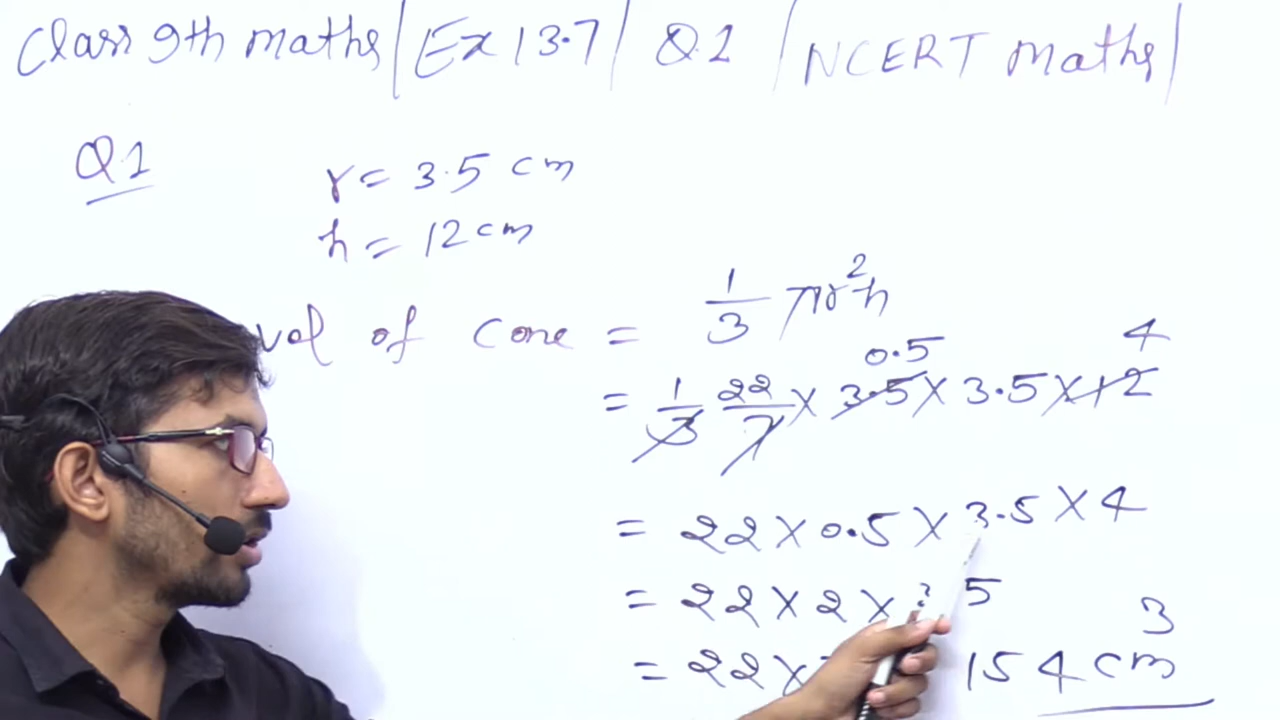 Class 9th maths | Ex 13.7 | Q.1 | NCERT Maths |
Q.1
r = 3.5 cm
h = 12 cm
vol of Cone = 1/3 πr²h
= 1/3 22/7 × 3.5 × 3.5 × 12
0.5 4
= 22 × 0.5 × 3.5 × 4
= 22 × 2 × 5
= 22 × 154 cm³